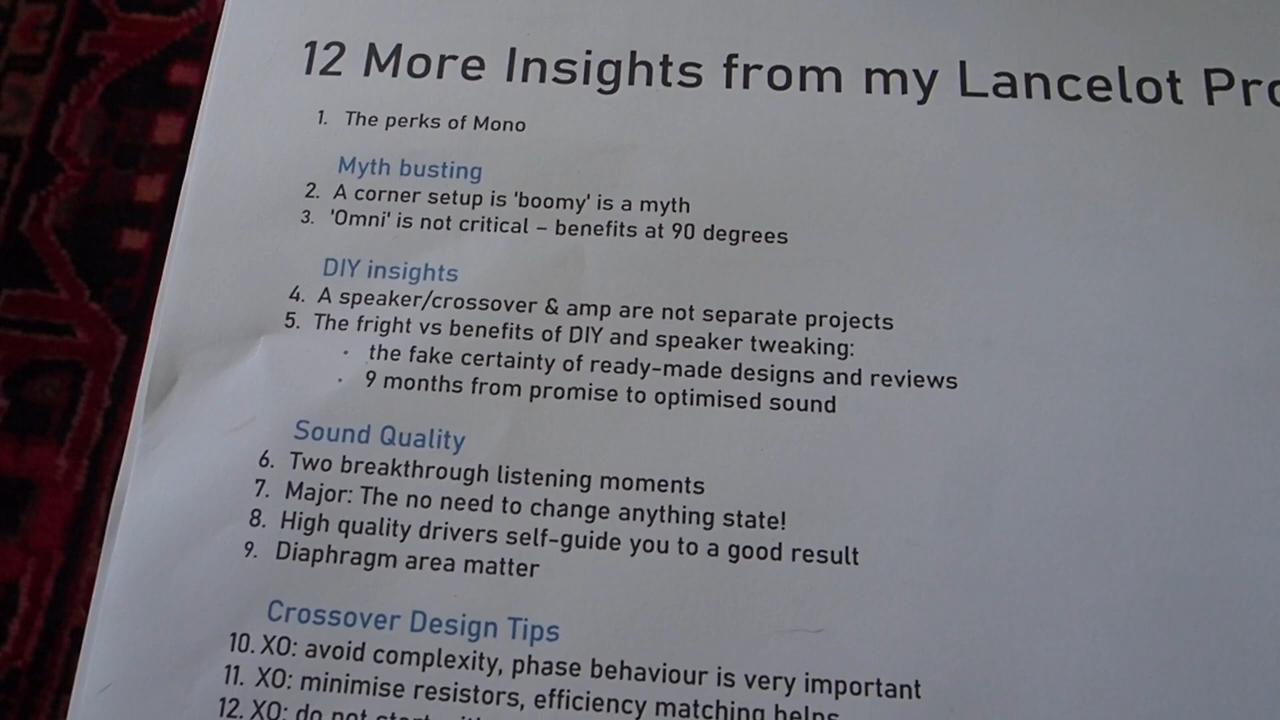 12 More Insights from my Lancelot
1. The perks of Mono
Myth busting
2. A corner setup is 'boomy' is a myth
3. 'Omni' is not critical – benefits at 90 degrees
DIY insights
4. A speaker/crossover & amp are not separate projects
5. The fright vs benefits of DIY and speaker tweaking:
· the fake certainty of ready-made designs and reviews
· 9 months from promise to optimised sound
Sound Quality
6. Two breakthrough listening moments
7. Major: The no need to change anything state!
8. High quality drivers self-guide you to a good result
9. Diaphragm area matter
Crossover Design Tips
10. XO: avoid complexity, phase behaviour is very important
11. XO: minimise resistors, efficiency matching helps
12. XO: do not start